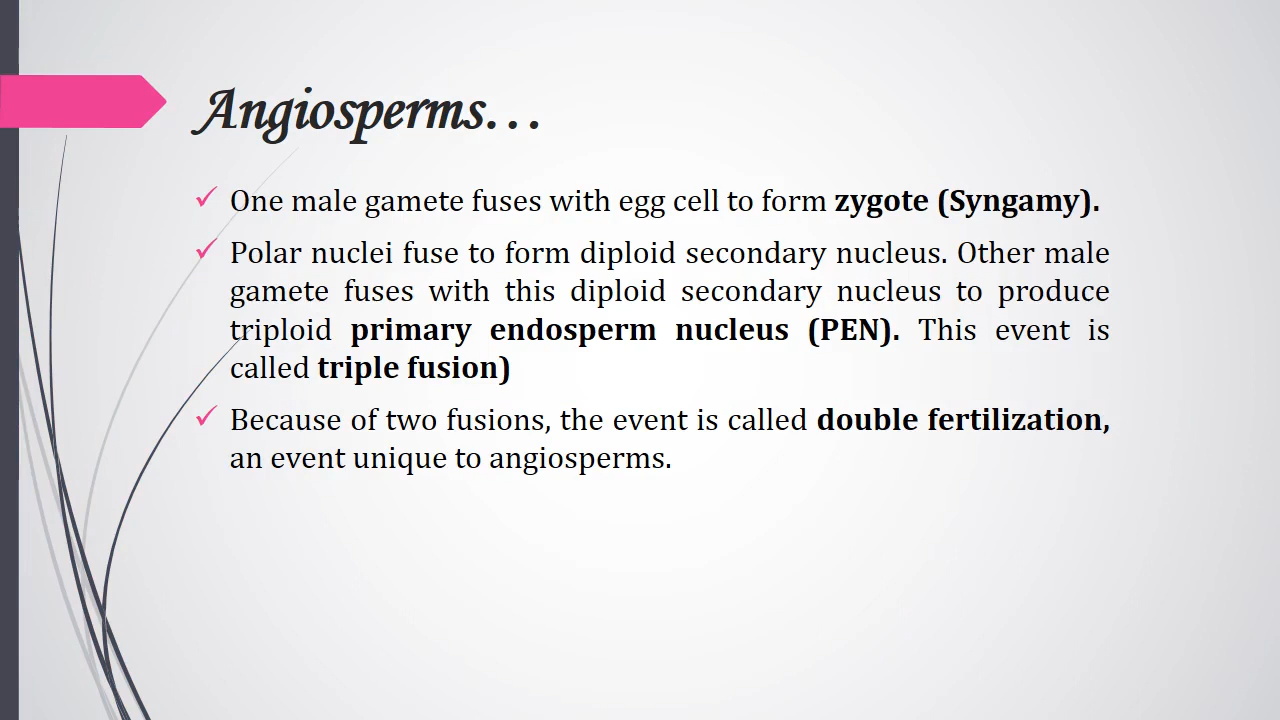 Angiosperms…
One male gamete fuses with egg cell to form zygote (Syngamy).
Polar nuclei fuse to form diploid secondary nucleus. Other male
gamete fuses with this diploid secondary nucleus to produce
triploid primary endosperm nucleus (PEN). This event is
called triple fusion)
Because of two fusions, the event is called double fertilization,
an event unique to angiosperms.